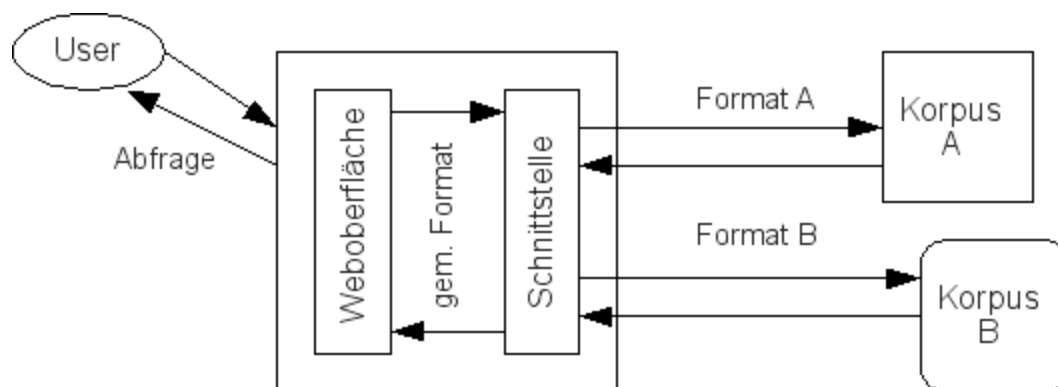 User
Abfrage
Weboberfläche
gem. Format
Schnittstelle
Format A
Korpus
A
Format B
Korpus
B